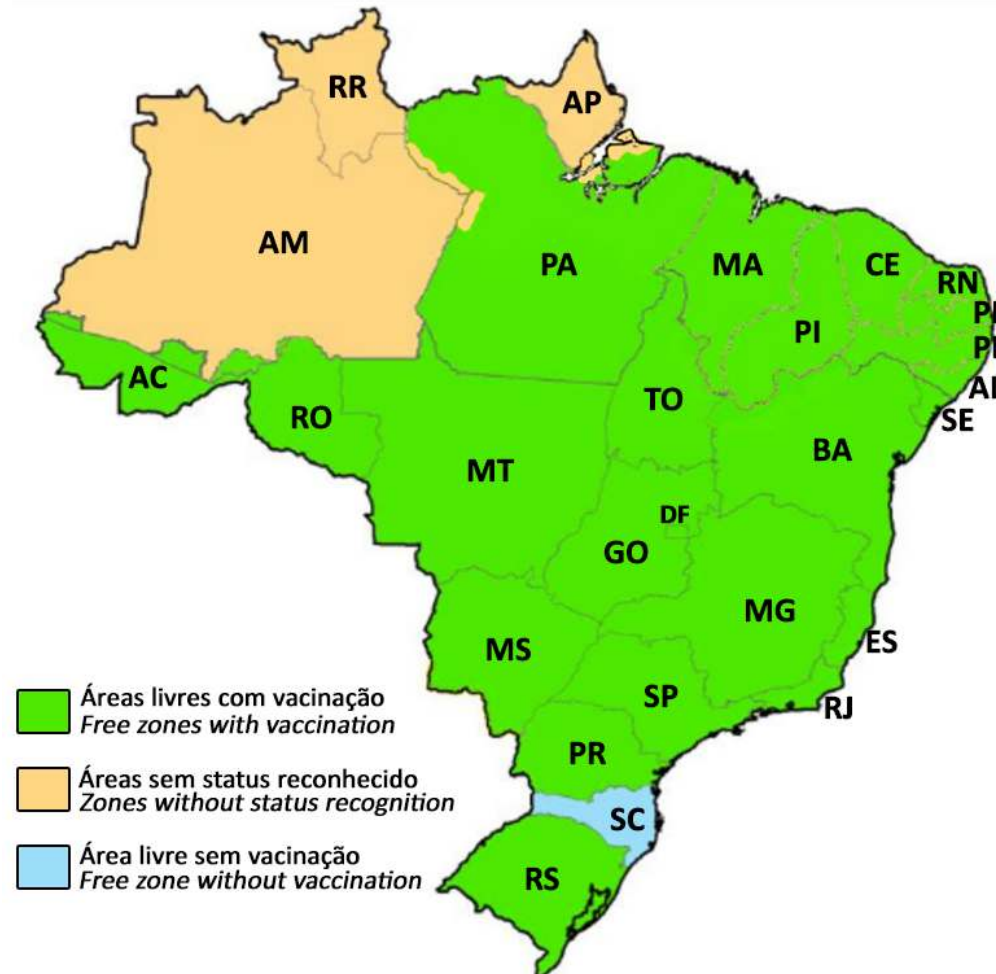 RR
AP
AM
PA
MA
CE
RN
PI
AC
RO
TO
SE
BA
MT
DF
GO
MG
MS
ES
SP
RJ
PR
SC
RS
Áreas livres com vacinação
Free zones with vaccination
Áreas sem status reconhecido
Zones without status recognition
Área livre sem vacinação
Free zone without vaccination